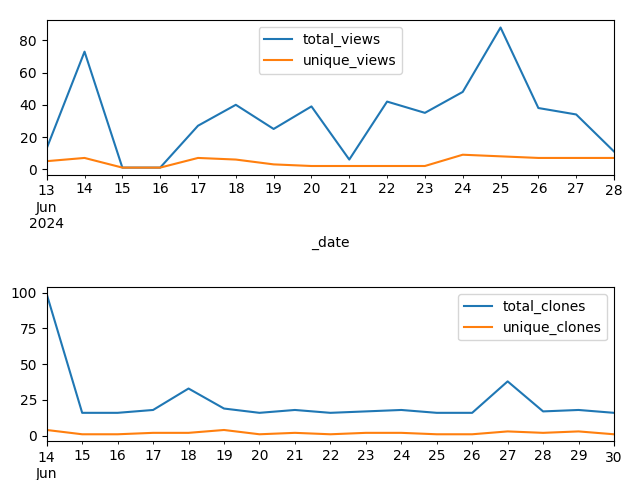 80
60
40
20
0
total_views
unique_views
13 14 15 16 17 18 19 20 21 22 23 24 25 26 27 28
Jun
2024
_date
100
75
50
25
0
total_clones
unique_clones
14 15 16 17 18 19 20 21 22 23 24 25 26 27 28 29 30
Jun